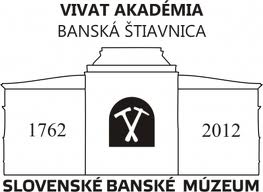 VIVAT AKADÉMIA
BANSKÁ ŠTIAVNICA
1762
2012
SLOVENSKÉ BANSKÉ MÚZEUM